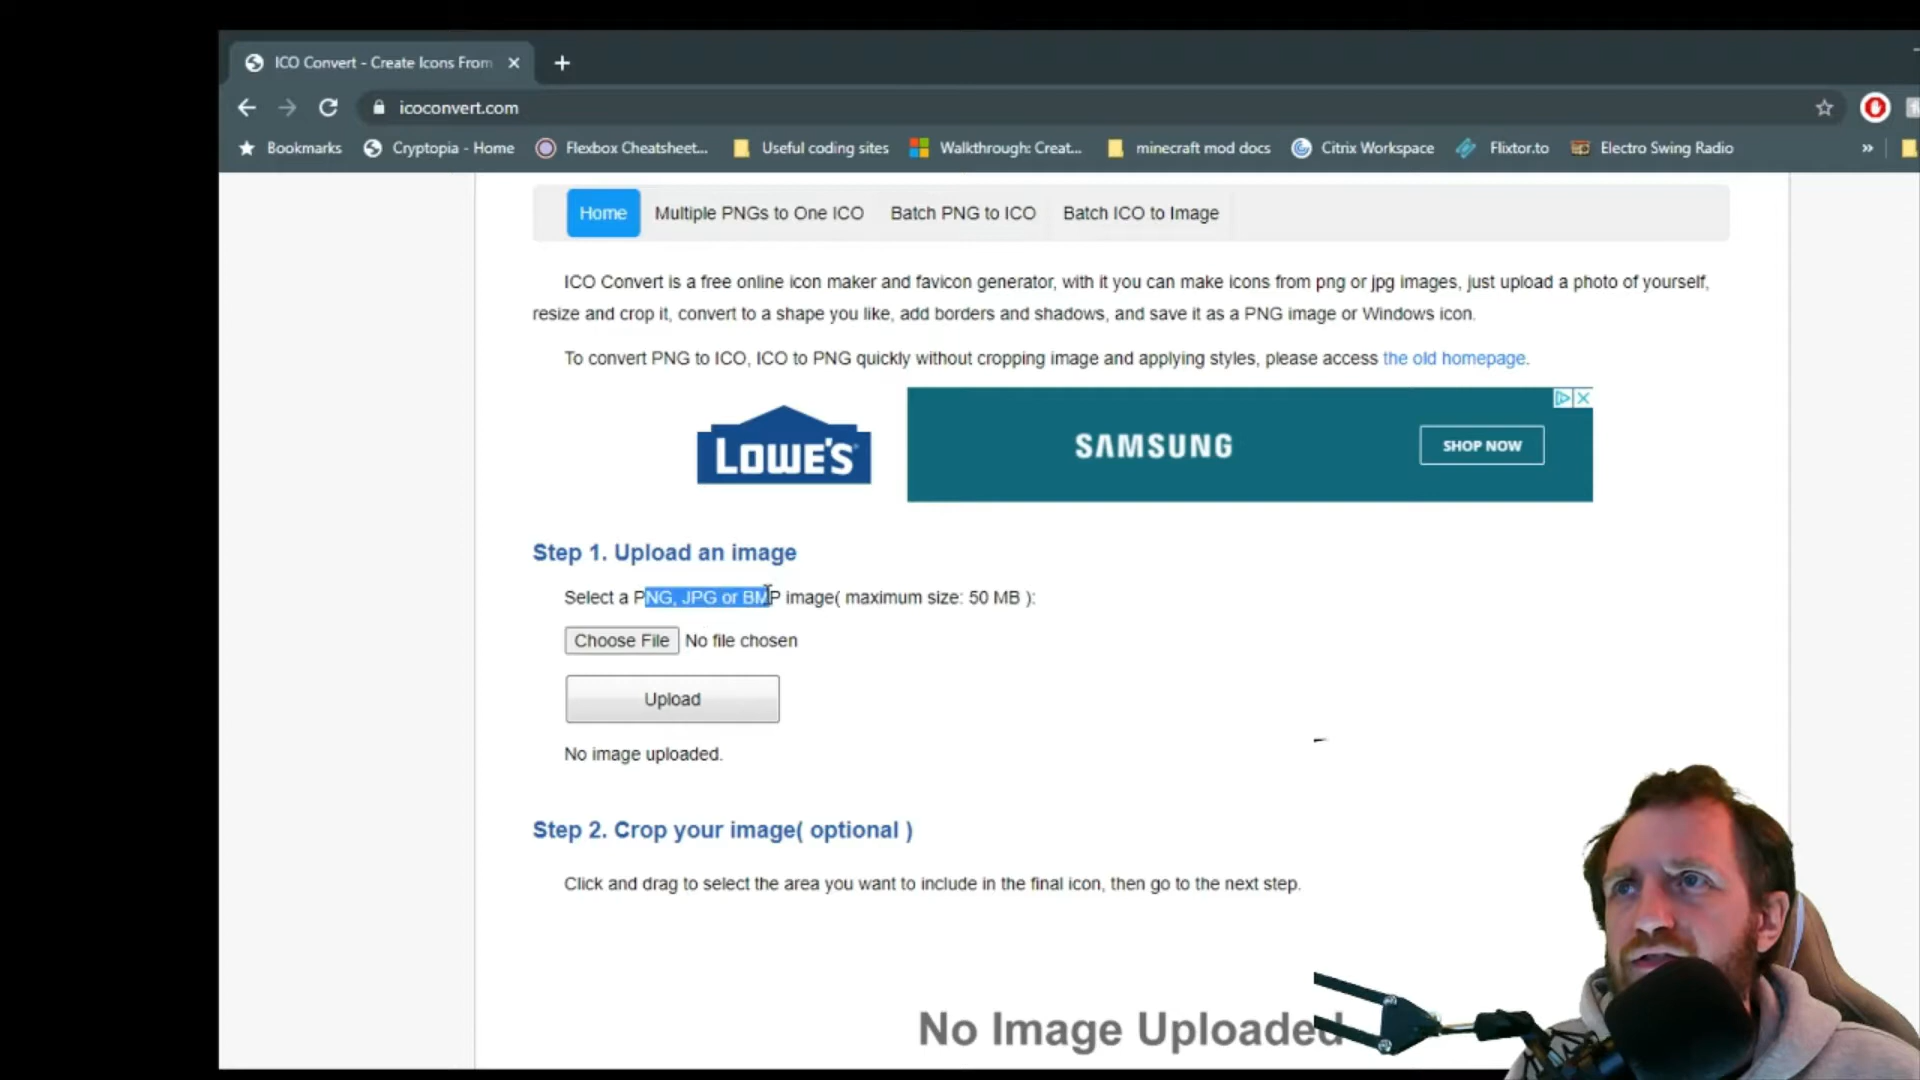 ICO Convert - Create Icons From
icoconvert.com
Bookmarks Cryptopia - Home Flexbox Cheatsheet... Useful coding sites Walkthrough: Creat... minecraft mod docs Citrix Workspace Flixtor.to Electro Swing Radio »
Home Multiple PNGs to One ICO Batch PNG to ICO Batch ICO to Image
ICO Convert is a free online icon maker and favicon generator, with it you can make icons from png or jpg images, just upload a photo of yourself,
resize and crop it, convert to a shape you like, add borders and shadows, and save it as a PNG image or Windows icon.
To convert PNG to ICO, ICO to PNG quickly without cropping image and applying styles, please access the old homepage.
LOWE'S SAMSUNG SHOP NOW
Step 1. Upload an image
Select a PNG, JPG or BMP image( maximum size: 50 MB ):
Choose File No file chosen
Upload
No image uploaded.
Step 2. Crop your image( optional )
Click and drag to select the area you want to include in the final icon, then go to the next step.
No Image Uploaded